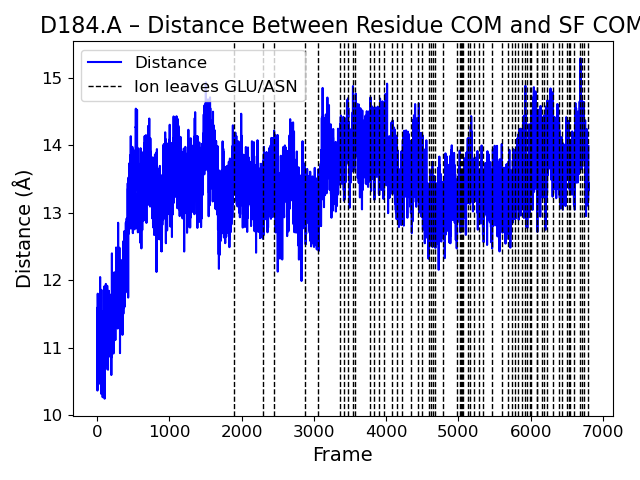 D184.A – Distance Between Residue COM and SF COM
Distance
Ion leaves GLU/ASN
15
14
13
12
11
10
Distance (Å)
0 1000 2000 3000 4000 5000 6000 7000
Frame